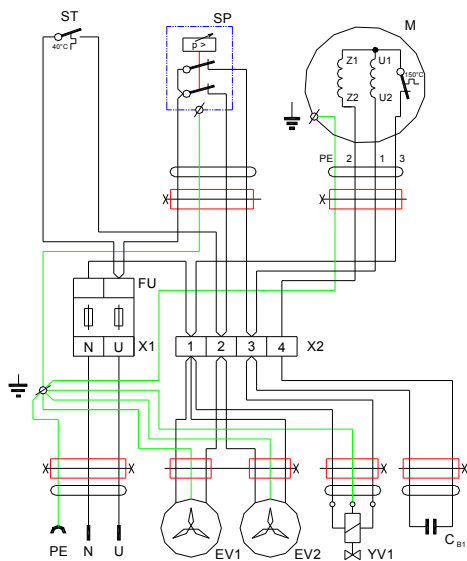 ST SP M
40°C p > Z1 U1 150°C
Z2 U2
PE 2 1 3
FU
N U X1 1 2 3 4 X2
PE N U EV1 EV2 YV1 C B1